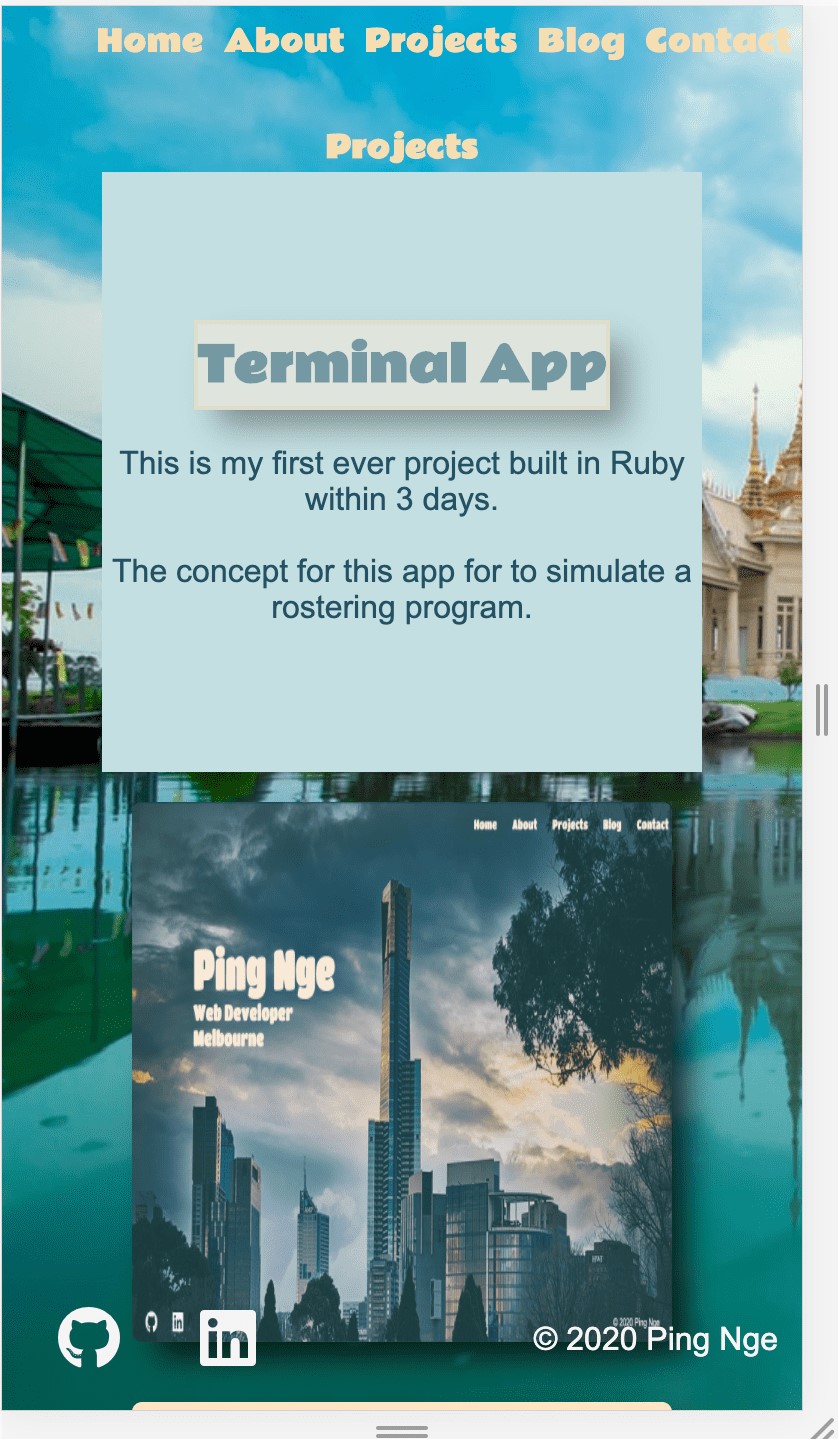 Home About Projects Blog Contact
Projects
Terminal App
This is my first ever project built in Ruby
within 3 days.
The concept for this app for to simulate a
rostering program.
Home About Projects Blog Contact
Ping Nge
Web Developer
Melbourne
© 2020 Ping Nge
in
in
© 2020 Ping Nge